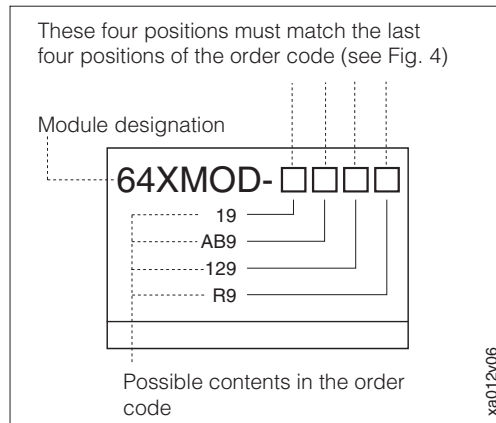 These four positions must match the last
four positions of the order code (see Fig. 4)
Module designation
64XMOD- □ □ □ □
19
AB9
129
R9
Possible contents in the order
code
xa012v06